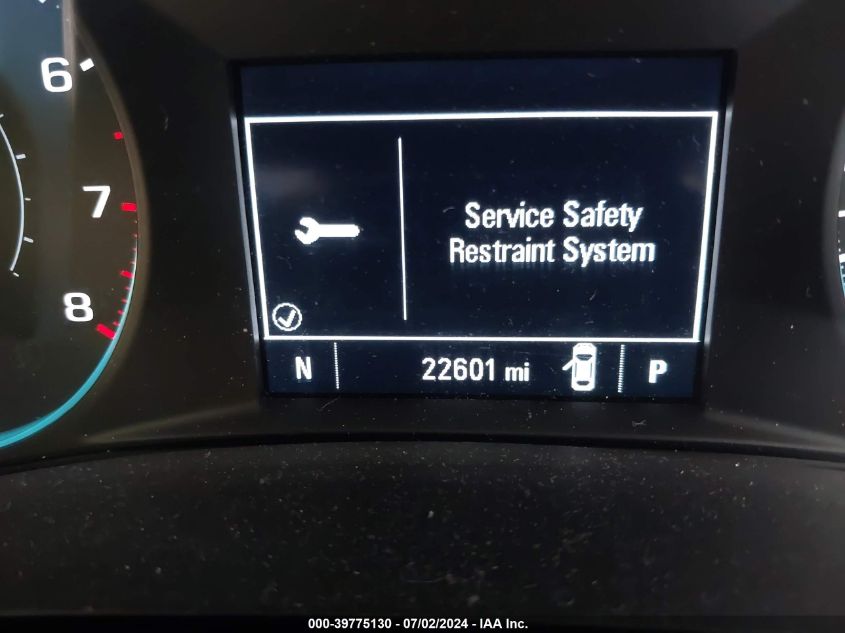 6
7
8
Service Safety
Restraint System
N
22601 mi
P
000-39775130 - 07/02/2024 - IAA Inc.